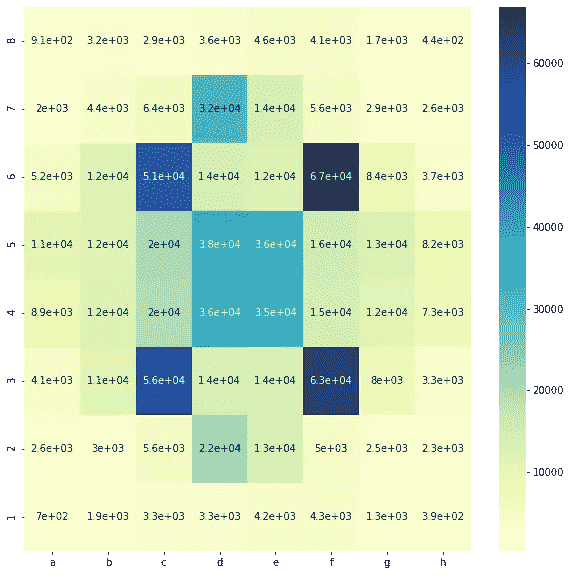 8 9.1e+02 3.2e+03 2.9e+03 3.6e+03 4.6e+03 4.1e+03 1.7e+03 4.4e+02
7 2e+03 4.4e+03 6.4e+03 3.2e+04 1.4e+04 5.6e+03 2.9e+03 2.6e+03
6 5.2e+03 1.2e+04 5.1e+04 1.4e+04 1.2e+04 6.7e+04 8.4e+03 3.7e+03
5 1.1e+04 1.2e+04 2e+04 3.8e+04 3.6e+04 1.6e+04 1.3e+04 8.2e+03
4 8.9e+03 1.2e+04 2e+04 3.6e+04 3.5e+04 1.5e+04 1.2e+04 7.3e+03
3 4.1e+03 1.1e+04 5.6e+04 1.4e+04 1.4e+04 6.3e+04 8e+03 3.3e+03
2 2.6e+03 3e+03 5.6e+03 2.2e+04 1.3e+04 5e+03 2.5e+03 2.3e+03
1 7e+02 1.9e+03 3.3e+03 3.3e+03 4.2e+03 4.3e+03 1.3e+03 3.9e+02
a b c d e f g h
60000
50000
40000
30000
20000
10000